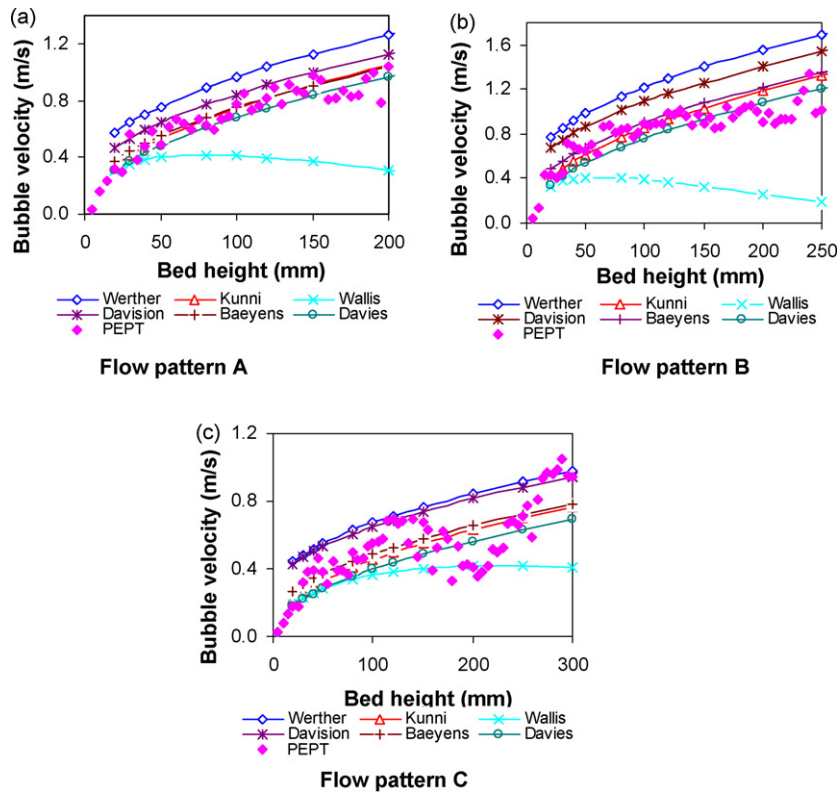 (a)
Bubble velocity (m/s)
1.2
0.8
0.4
0.0
0 50 100 150 200
Bed height (mm)
Werther Kunni Wallis
Davision Baeyens Davies
PEPT
Flow pattern A
(b)
Bubble velocity (m/s)
1.6
1.2
0.8
0.4
0.0
0 50 100 150 200 250
Bed height (mm)
Werther Kunni Wallis
Davision Baeyens Davies
PEPT
Flow pattern B
(c)
Bubble velocity (m/s)
1.2
0.8
0.4
0.0
0 100 200 300
Bed height (mm)
Werther Kunni Wallis
Davision Baeyens Davies
PEPT
Flow pattern C